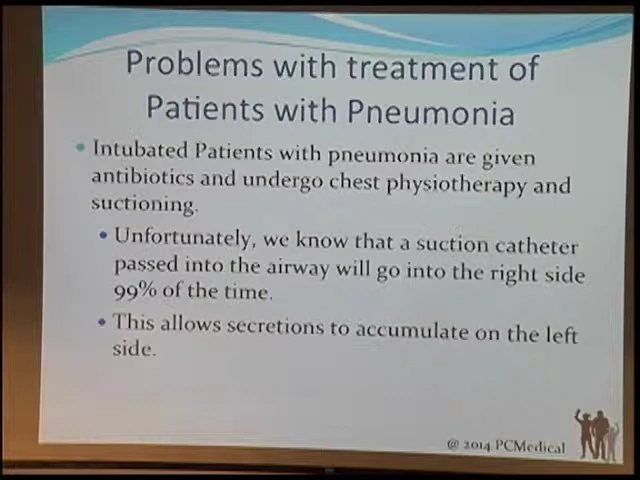 Problems with treatment of
Patients with Pneumonia
Intubated Patients with pneumonia are given
antibiotics and undergo chest physiotherapy and
suctioning.
Unfortunately, we know that a suction catheter
passed into the airway will go into the right side
99% of the time.
This allows secretions to accumulate on the left
side.
@ 2014 PCMedical